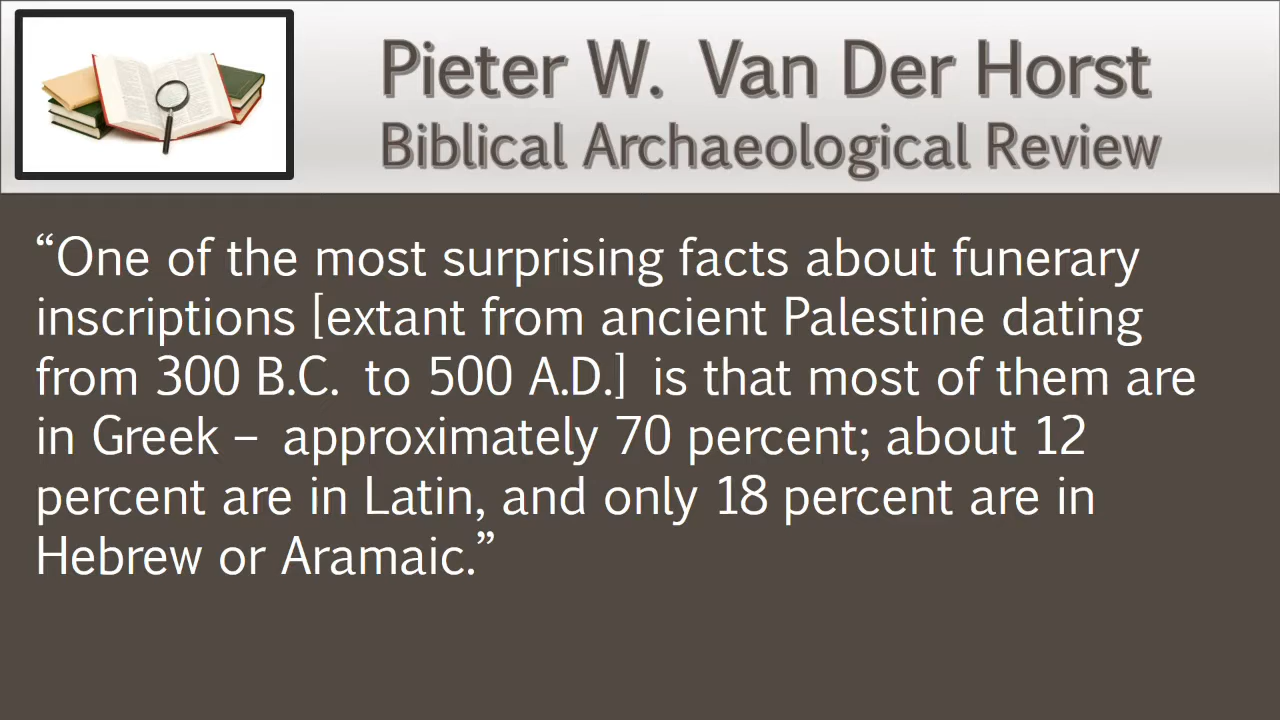 Pieter W. Van Der Horst
Biblical Archaeological Review
“One of the most surprising facts about funerary
inscriptions [extant from ancient Palestine dating
from 300 B.C. to 500 A.D.] is that most of them are
in Greek – approximately 70 percent; about 12
percent are in Latin, and only 18 percent are in
Hebrew or Aramaic.”